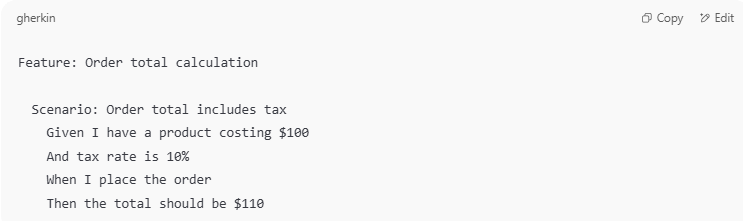 gherkin
Copy
Edit
Feature: Order total calculation
Scenario: Order total includes tax
Given I have a product costing $100
And tax rate is 10%
When I place the order
Then the total should be $110